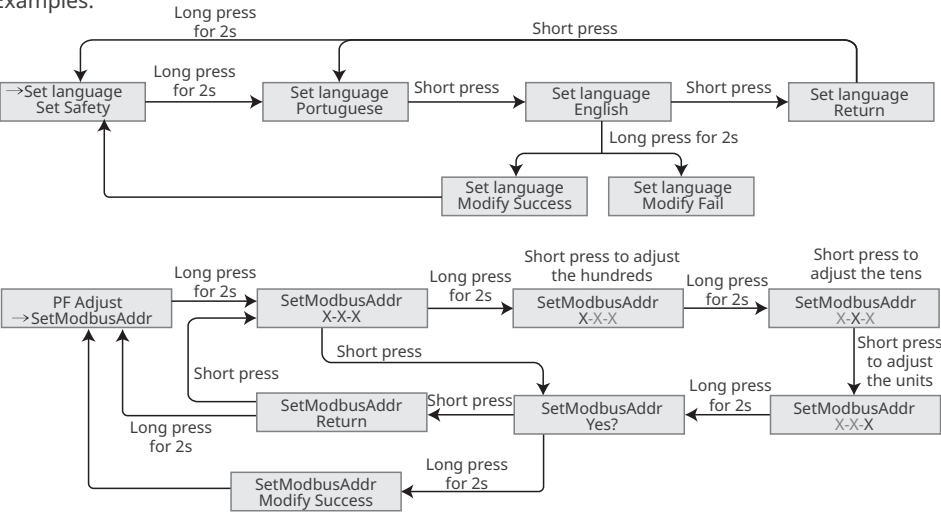 Examples:
Long press
for 2s
Short press
→Set language
Set Safety
Long press
for 2s
Set language
Portuguese
Short press
Set language
English
Short press
Set language
Return
Long press for 2s
Set language
Modify Success
Set language
Modify Fail
PF Adjust
→SetModbusAddr
Long press
for 2s
SetModbusAddr
X-X-X
Long press
for 2s
Short press to adjust
the hundreds
SetModbusAddr
X-X-X
Long press
for 2s
Short press to
adjust the tens
SetModbusAddr
X-X-X
Short press
to adjust
the units
SetModbusAddr
X-X-X
Long press
for 2s
Short press
SetModbusAddr
Yes?
Short press
SetModbusAddr
Return
Short press
Long press
for 2s
Long press
for 2s
SetModbusAddr
Modify Success